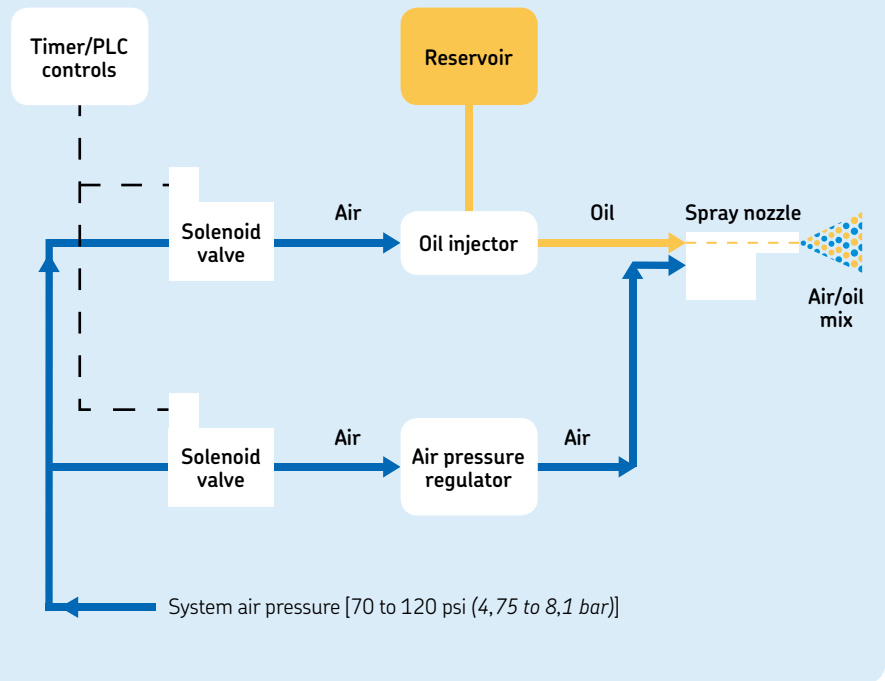 Timer/PLC
controls
Reservoir
Solenoid
valve
Air
Oil injector
Oil
Spray nozzle
Air/oil
mix
Solenoid
valve
Air
Air pressure
regulator
Air
System air pressure [70 to 120 psi (4,75 to 8,1 bar)]